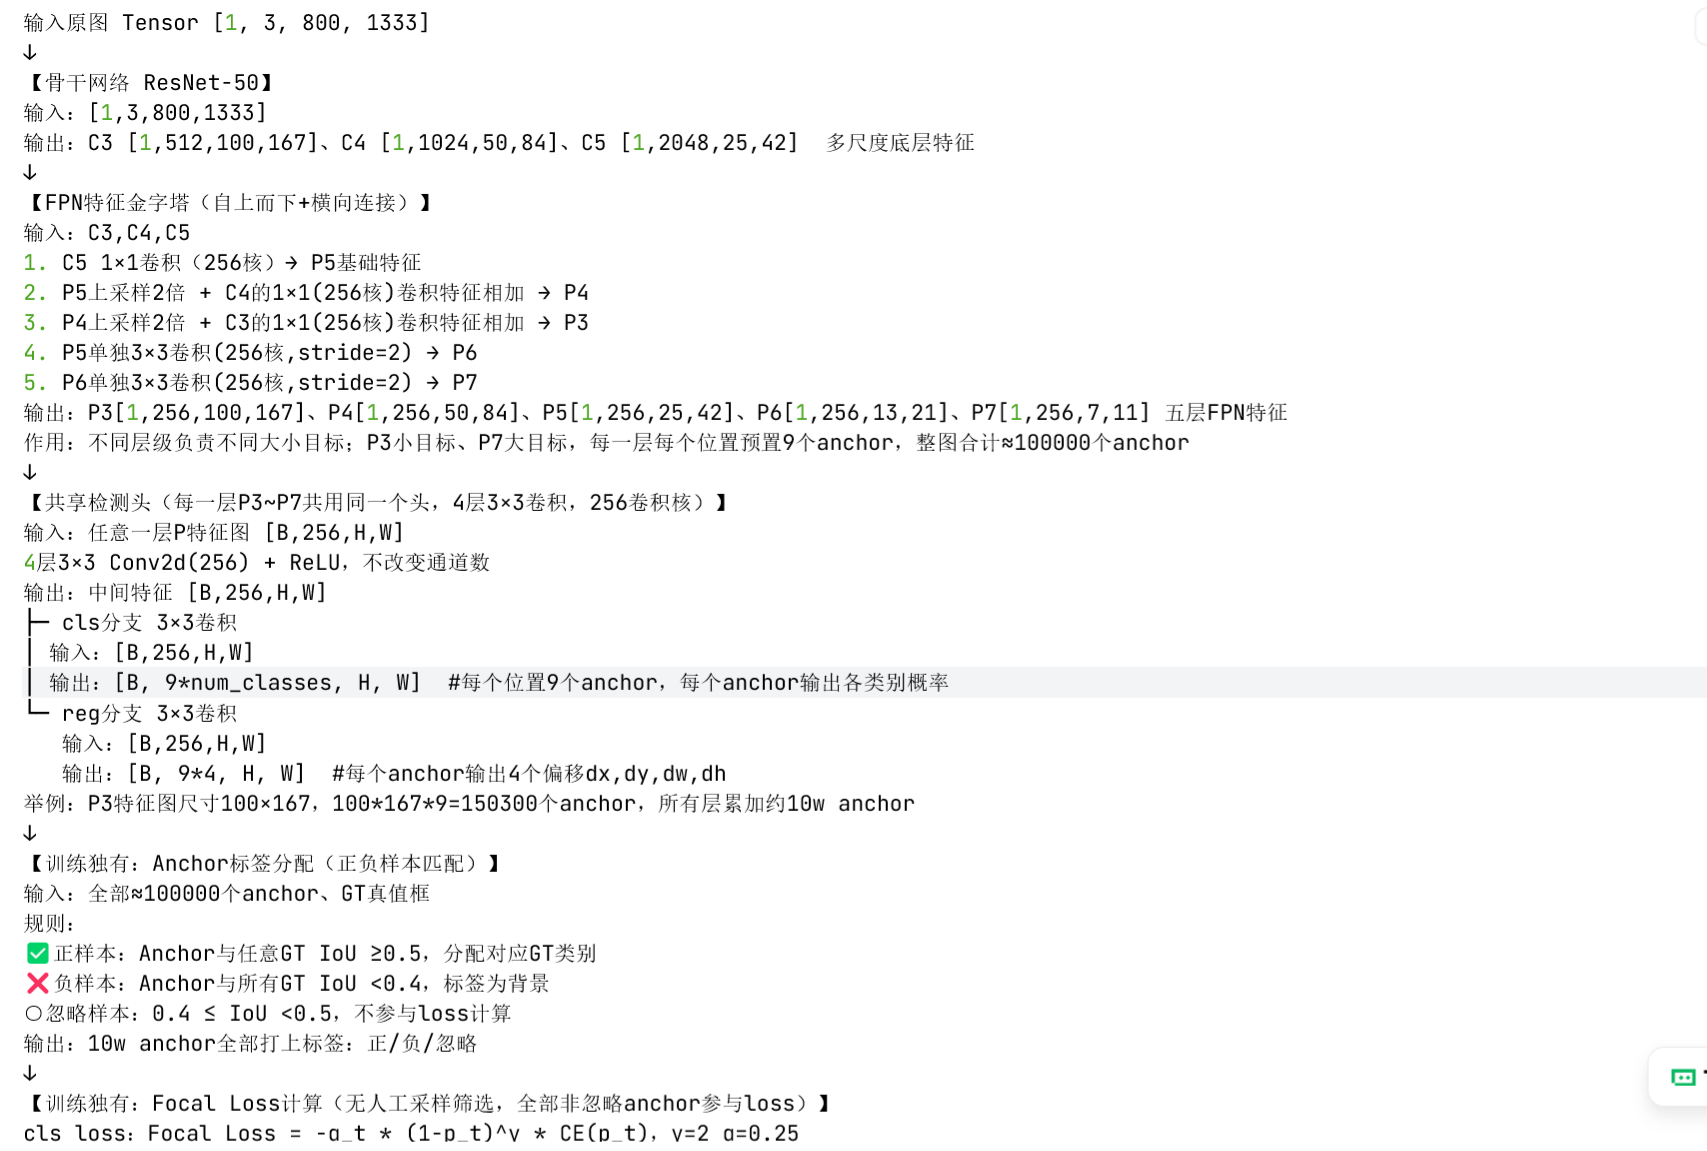 输入原图 Tensor [1, 3, 800, 1333]
↓
【骨干网络 ResNet-50】
输入：[1,3,800,1333]
输出：C3 [1,512,100,167]、C4 [1,1024,50,84]、C5 [1,2048,25,42]  多尺度底层特征
↓
【FPN特征金字塔（自上而下+横向连接）】
输入：C3,C4,C5
1. C5 1×1卷积（256核）→ P5基础特征
2. P5上采样2倍 + C4的1×1(256核)卷积特征相加 → P4
3. P4上采样2倍 + C3的1×1(256核)卷积特征相加 → P3
4. P5单独3×3卷积(256核,stride=2) → P6
5. P6单独3×3卷积(256核,stride=2) → P7
输出：P3[1,256,100,167]、P4[1,256,50,84]、P5[1,256,25,42]、P6[1,256,13,21]、P7[1,256,7,11] 五层FPN特征
作用：不同层级负责不同大小目标；P3小目标、P7大目标，每一层每个位置预置9个anchor，整图合计≈100000个anchor
↓
【共享检测头（每一层P3~P7共用同一个头，4层3×3卷积，256卷积核）】
输入：任意一层P特征图 [B,256,H,W]
4层3×3 Conv2d(256) + ReLU，不改变通道数
输出：中间特征 [B,256,H,W]
├─ cls分支 3×3卷积
│ 输入：[B,256,H,W]
│ 输出：[B, 9*num_classes, H, W]  #每个位置9个anchor，每个anchor输出各类别概率
└─ reg分支 3×3卷积
   输入：[B,256,H,W]
   输出：[B, 9*4, H, W]  #每个anchor输出4个偏移dx,dy,dw,dh
举例：P3特征图尺寸100×167，100*167*9=150300个anchor，所有层累加约10w anchor
↓
【训练独有：Anchor标签分配（正负样本匹配）】
输入：全部≈100000个anchor、GT真值框
规则：
✅正样本：Anchor与任意GT IoU ≥0.5，分配对应GT类别
❌负样本：Anchor与所有GT IoU <0.4，标签为背景
○忽略样本：0.4 ≤ IoU <0.5，不参与loss计算
输出：10w anchor全部打上标签：正/负/忽略
↓
【训练独有：Focal Loss计算（无人工采样筛选，全部非忽略anchor参与loss）】
cls loss：Focal Loss = -α_t * (1-p_t)^γ * CE(p_t)，γ=2 α=0.25